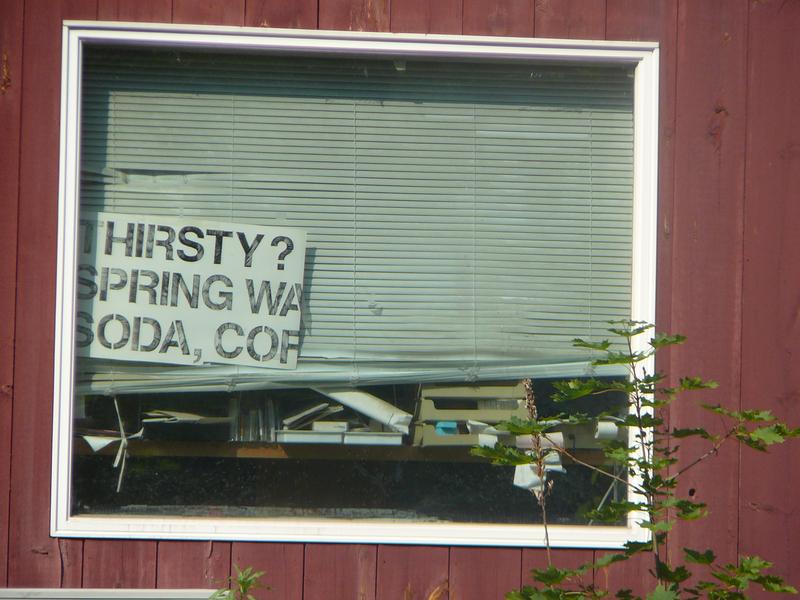 THIRSTY?
SPRING WA
SODA, COF